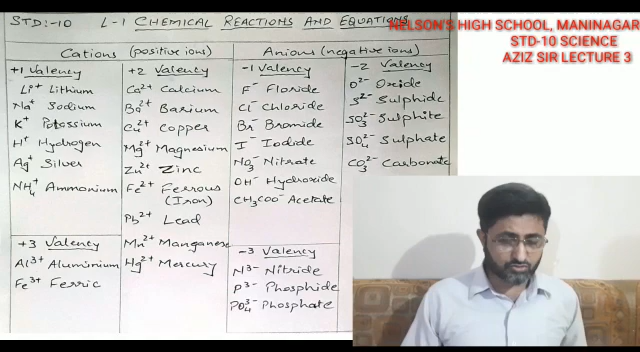 STD:-10 L-1 CHEMICAL REACTIONS AND EQUATIONS
NELSON'S HIGH SCHOOL, MANINAGAR
STD-10 SCIENCE
AZIZ SIR LECTURE 3
Cations (positive ions)
+1 Valency
Li⁺ Lithium
Na⁺ Sodium
K⁺ Potassium
H⁺ Hydrogen
Ag⁺ Silver
NH₄⁺ Ammonium
+3 Valency
Al³⁺ Aluminium
Fe³⁺ Ferric
+2 Valency
Ca²⁺ Calcium
Ba²⁺ Barium
Cu²⁺ Copper
Mg²⁺ Magnesium
Zn²⁺ Zinc
Fe²⁺ Ferrous
(Iron)
Pb²⁺ Lead
Mn²⁺ Manganese
Hg²⁺ Mercury
Anions (negative ions)
-1 Valency
F⁻ Floride
Cl⁻ Chloride
Br⁻ Bromide
I⁻ Iodide
NO₃⁻ Nitrate
OH⁻ Hydroxide
CH₃COO⁻ Acetate
-3 Valency
N³⁻ Nitride
P³⁻ Phosphide
PO₄³⁻ Phosphate
-2 Valency
O²⁻ Oxide
S²⁻ Sulphide
SO₃²⁻ Sulphite
SO₄²⁻ Sulphate
CO₃²⁻ Carbonate